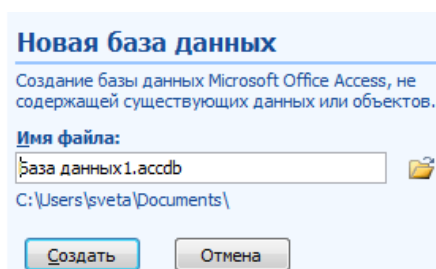 Новая база данных
Создание базы данных Microsoft Office Access, не
содержащей существующих данных или объектов.
Имя файла:
База данных1.accdb
C:\Users\sveta\Documents\
Создать
Отмена